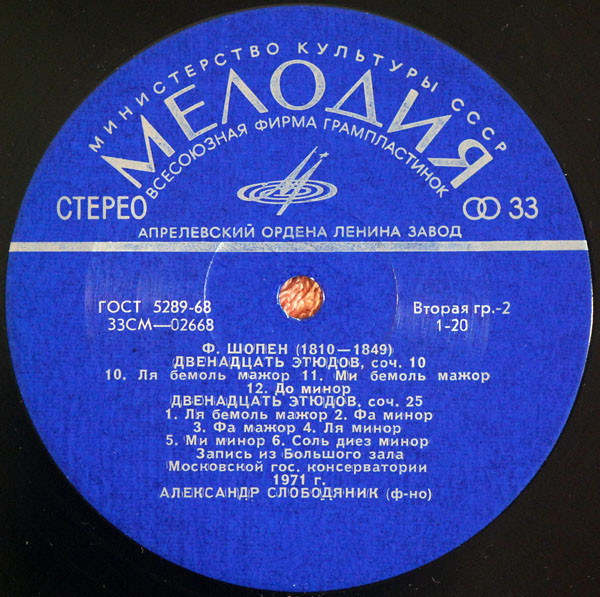 МИНИСТЕРСТВО КУЛЬТУРЫ СССР
МЕЛОДИЯ
ВСЕСОЮЗНАЯ ФИРМА ГРАМПЛАСТИНОК
СТЕРЕО
33
АПРЕЛЕВСКИЙ ОРДЕНА ЛЕНИНА ЗАВОД
ГОСТ 5289-68
33СМ—02668
Вторая гр.-2
1-20
Ф. ШОПЕН (1810—1849)
ДВЕНАДЦАТЬ ЭТЮДОВ, соч. 10
10. Ля бемоль мажор 11. Ми бемоль мажор
12. До минор
ДВЕНАДЦАТЬ ЭТЮДОВ, соч. 25
1. Ля бемоль мажор 2. Фа минор
3. Фа мажор 4. Ля минор
5. Ми минор 6. Соль диез минор
Запись из Большого зала
Московской гос. консерватории
1971 г.
АЛЕКСАНДР СЛОБОДЯНИК (ф-но)